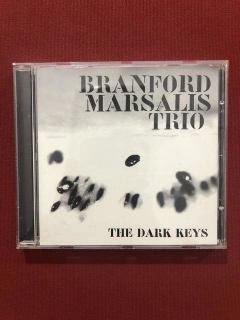 BRANFORD
MARSALIS
TRIO
THE DARK KEYS